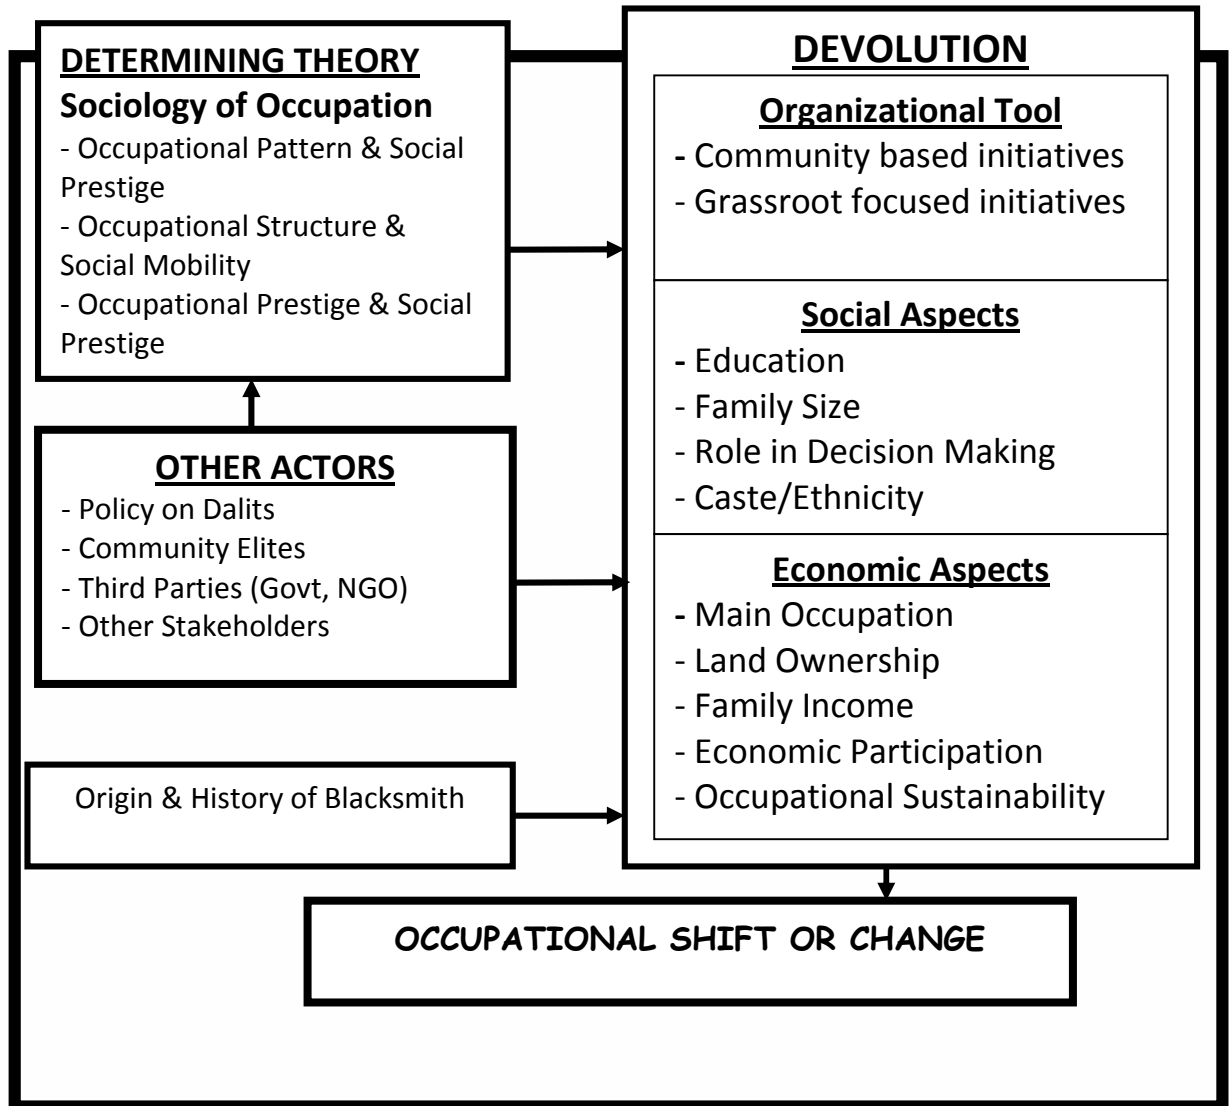 DETERMINING THEORY
Sociology of Occupation
- Occupational Pattern & Social
Prestige
- Occupational Structure &
Social Mobility
- Occupational Prestige & Social
Prestige
OTHER ACTORS
- Policy on Dalits
- Community Elites
- Third Parties (Govt, NGO)
- Other Stakeholders
Origin & History of Blacksmith
DEVOLUTION
Organizational Tool
- Community based initiatives
- Grassroot focused initiatives
Social Aspects
- Education
- Family Size
- Role in Decision Making
- Caste/Ethnicity
Economic Aspects
- Main Occupation
- Land Ownership
- Family Income
- Economic Participation
- Occupational Sustainability
OCCUPATIONAL SHIFT OR CHANGE